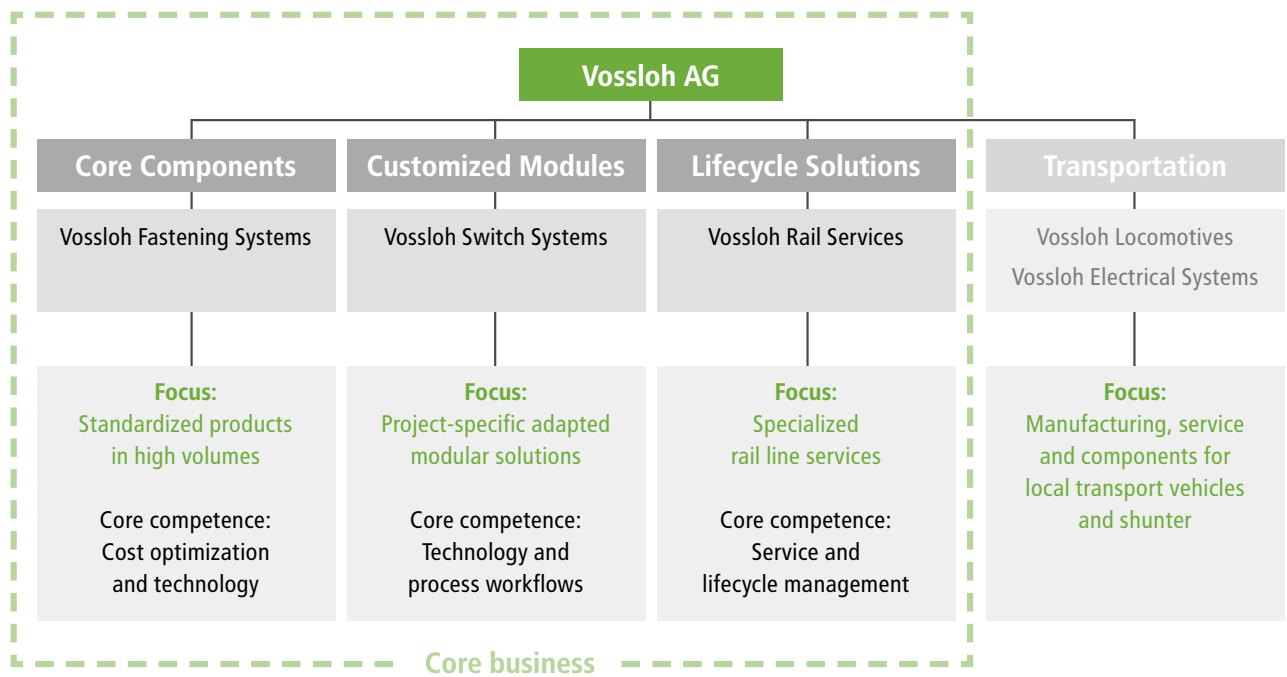 Vossloh AG
Core Components
Customized Modules
Lifecycle Solutions
Transportation
Vossloh Fastening Systems
Vossloh Switch Systems
Vossloh Rail Services
Vossloh Locomotives
Vossloh Electrical Systems
Focus:
Standardized products
in high volumes
Core competence:
Cost optimization
and technology
Focus:
Project-specific adapted
modular solutions
Core competence:
Technology and
process workflows
Focus:
Specialized
rail line services
Core competence:
Service and
lifecycle management
Focus:
Manufacturing, service
and components for
local transport vehicles
and shunter
Core business